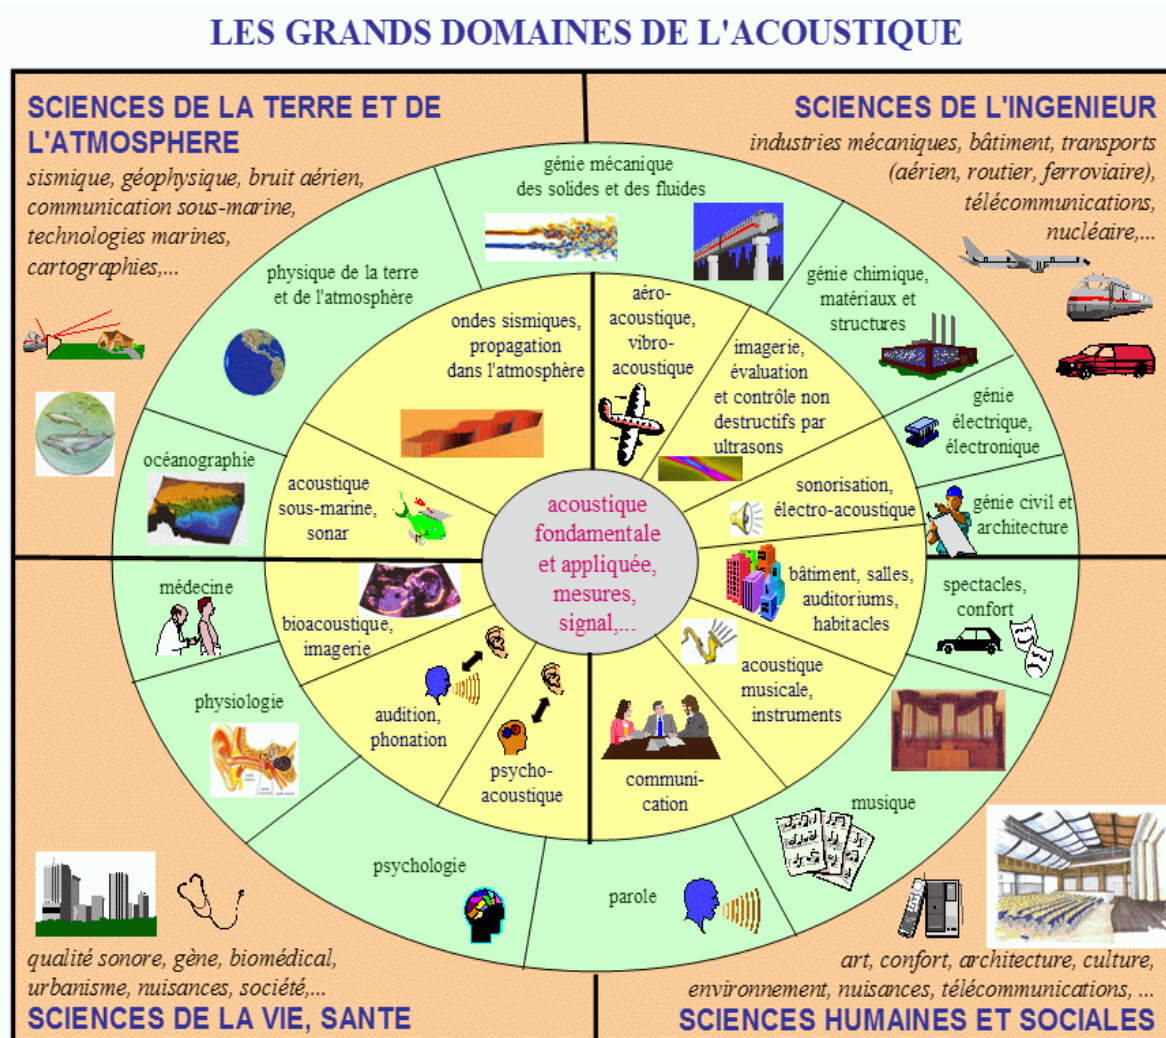 LES GRANDS DOMAINES DE L'ACOUSTIQUE
SCIENCES DE LA TERRE ET DE
L'ATMOSPHERE
sismique, géophysique, bruit aérien,
communication sous-marine,
technologies marines,
cartographies,...
SCIENCES DE L'INGENIEUR
industries mécaniques, bâtiment, transports
(aérien, routier, ferroviaire),
télécommunications,
nucléaire,...
génie mécanique
des solides et des fluides
physique de la terre
et de l'atmosphère
génie chimique,
matériaux et
structures
génie
électrique,
électronique
génie civil et
architecture
océanographie
ondes sismiques,
propagation
dans l'atmosphère
aéro-
acoustique,
vibro-
acoustique
imagerie,
évaluation
et contrôle non
destructifs par
ultrasons
acoustique
sous-marine,
sonar
sonorisation,
électro-acoustique
acoustique
fondamentale
et appliquée,
mesures,
signal,...
bâtiment, salles,
auditoriums,
habitacles
médecine
bioacoustique,
imagerie
spectacles,
confort
physiologie
audition,
phonation
psycho-
acoustique
communi-
cation
acoustique
musicale,
instruments
psychologie
parole
musique
qualité sonore, gène, biomédical,
urbanisme, nuisances, société,...
SCIENCES DE LA VIE, SANTE
art, confort, architecture, culture,
environnement, nuisances, télécommunications, ...
SCIENCES HUMAINES ET SOCIALES